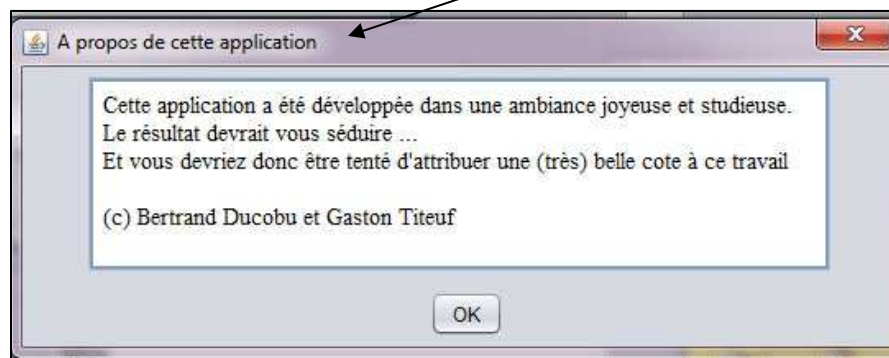 A propos de cette application
Cette application a été développée dans une ambiance joyeuse et studieuse.
Le résultat devrait vous séduire ...
Et vous devriez donc être tenté d'attribuer une (très) belle cote à ce travail
(c) Bertrand Ducobu et Gaston Titeuf
OK